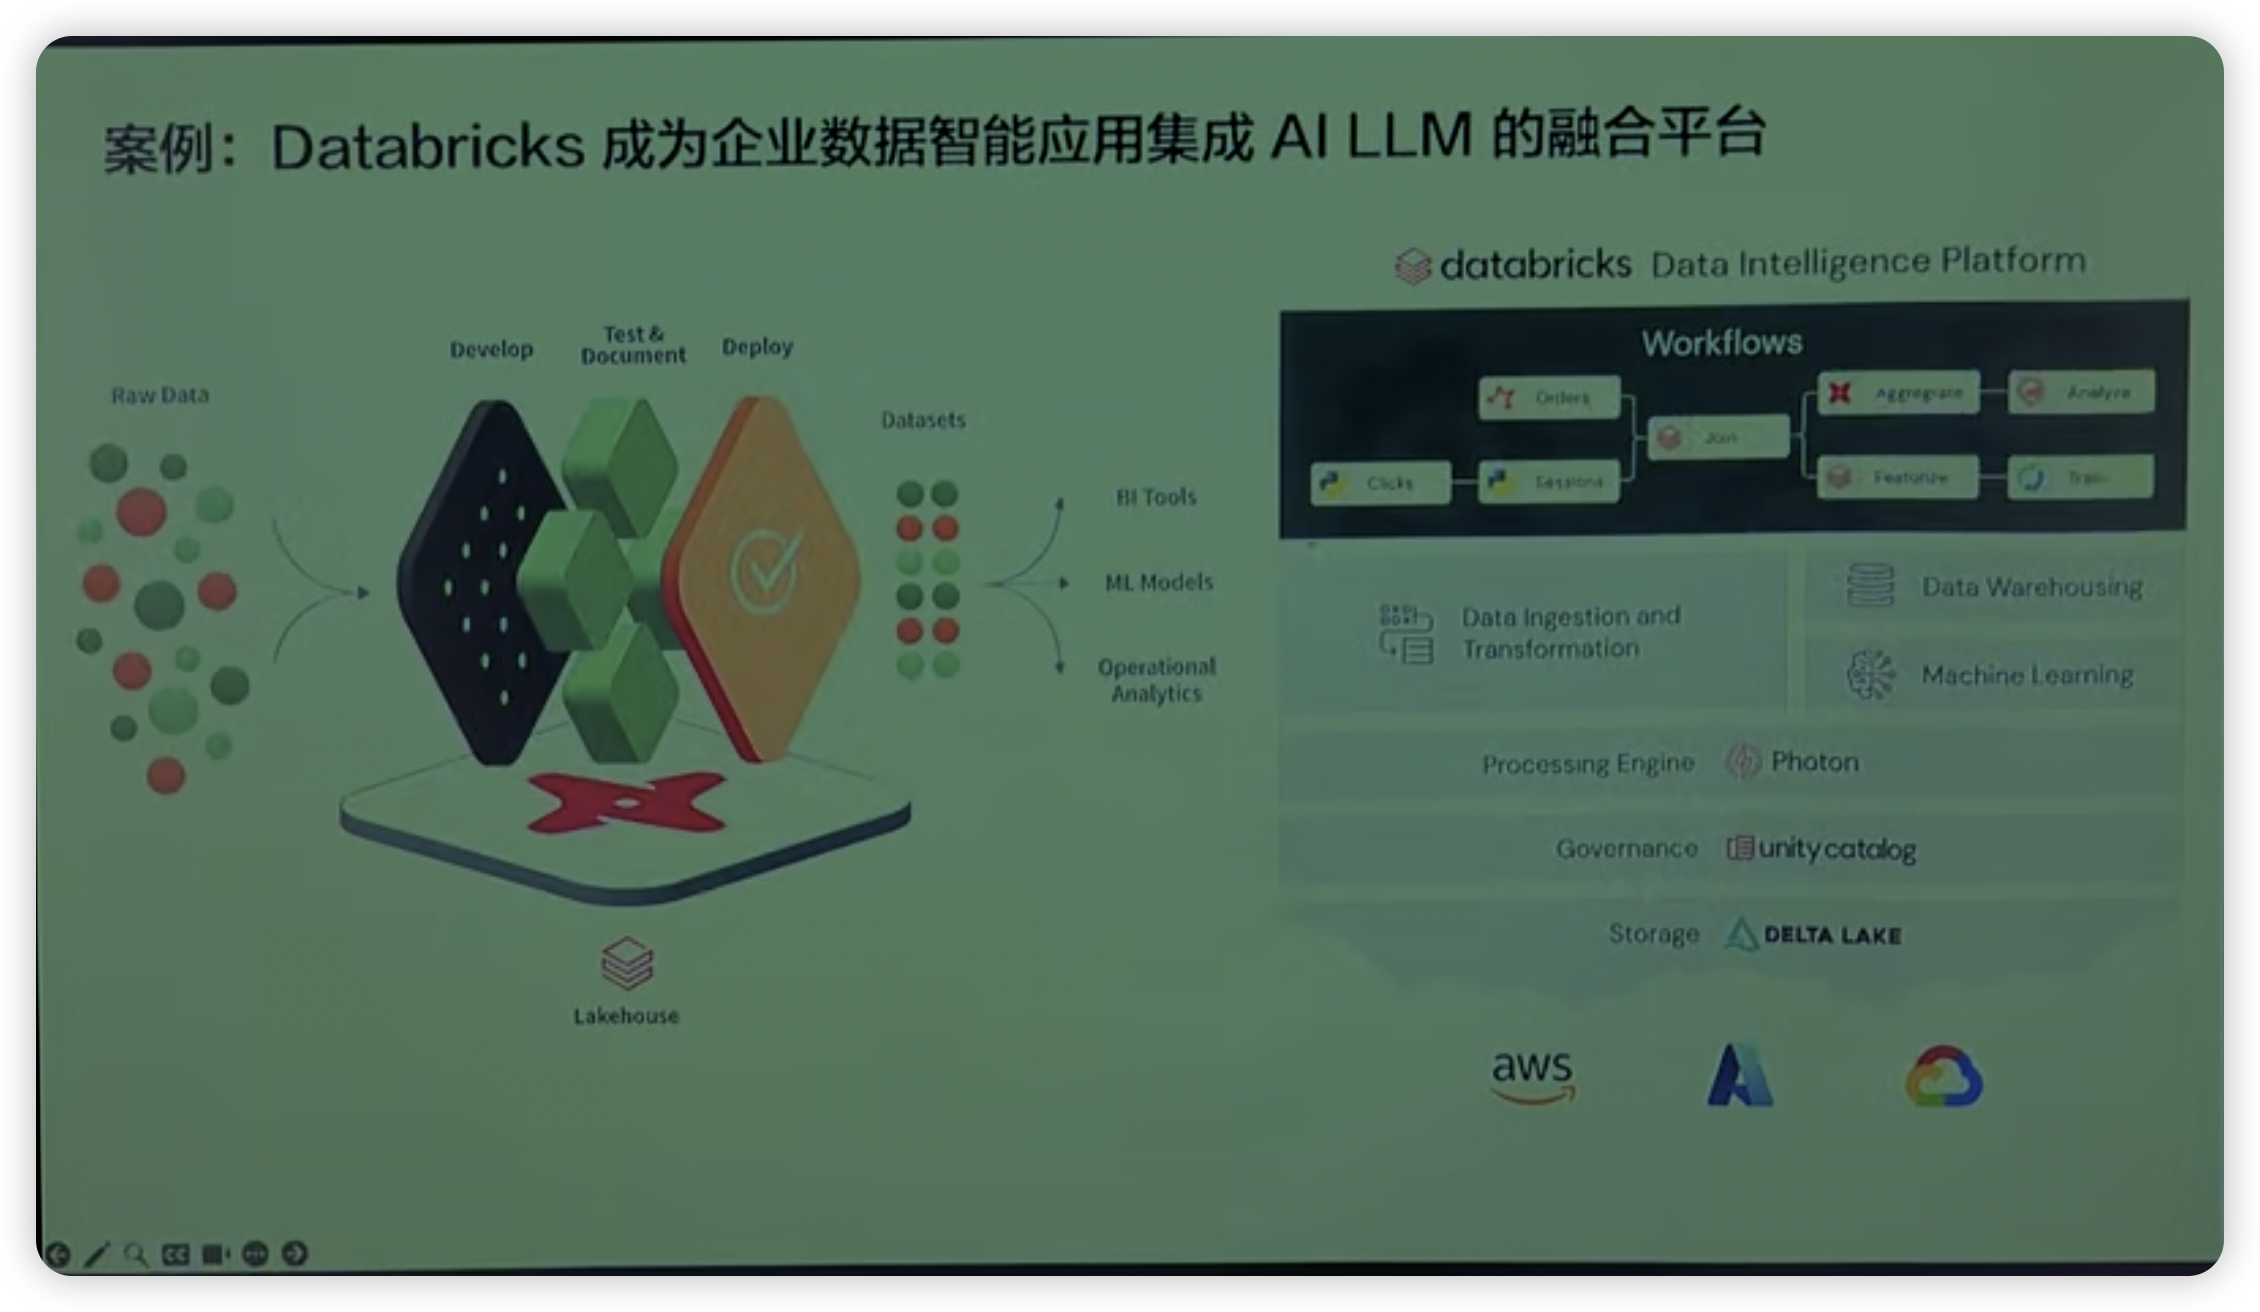 案例：Databricks 成为企业数据智能应用集成 AI LLM 的融合平台
Raw Data
Develop
Test &
Document
Deploy
Datasets
BI Tools
ML Models
Operational
Analytics
Lakehouse
databricks Data Intelligence Platform
Workflows
Orders
Clicks
Sessions
Join
Aggregate
Analyze
Featurize
Train
Data Ingestion and
Transformation
Data Warehousing
Machine Learning
Processing Engine Photon
Governance unity catalog
Storage DELTA LAKE
aws
CC